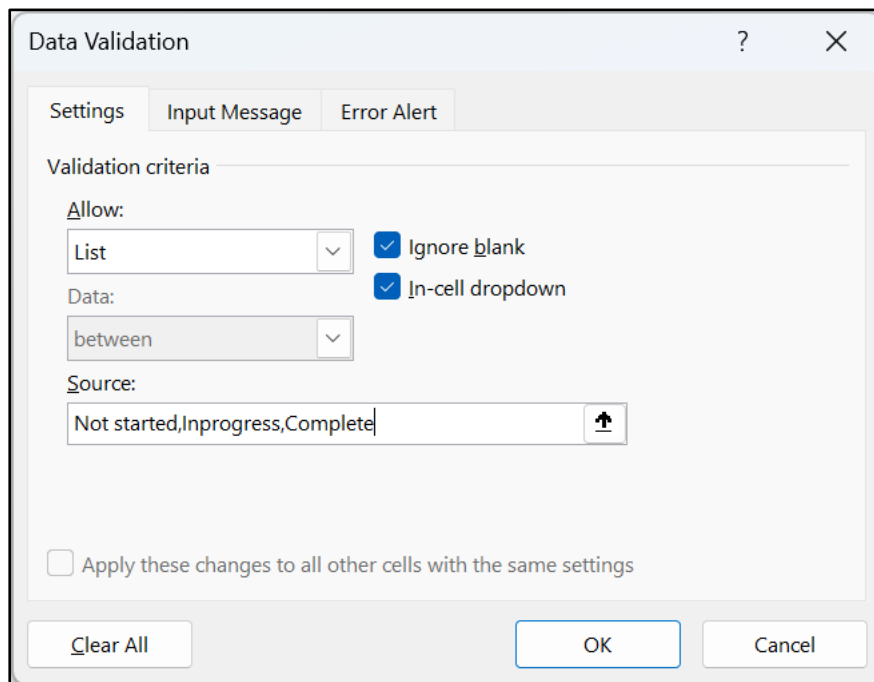 Data Validation ?
Settings Input Message Error Alert
Validation criteria
Allow:
List
Ignore blank
In-cell dropdown
Data:
between
Source:
Not started,Inprogress,Complete
Apply these changes to all other cells with the same settings
Clear All OK Cancel